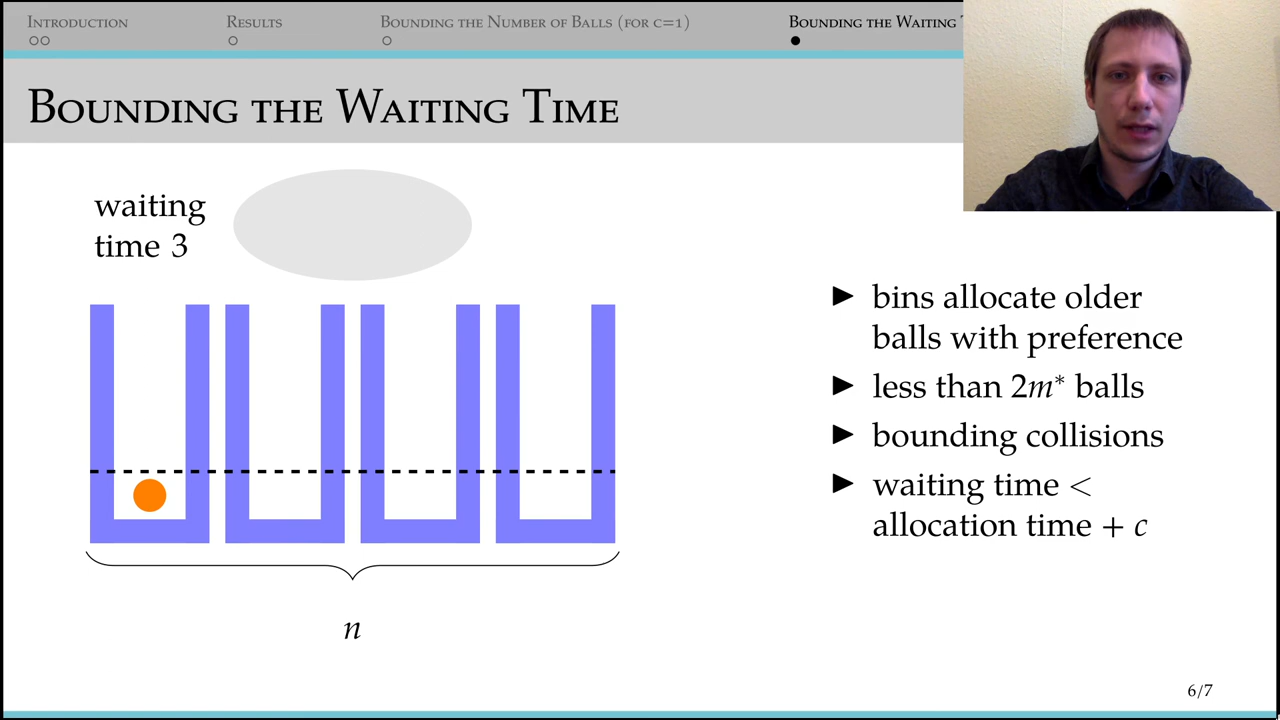 Introduction
Results
Bounding the Number of Balls (for c=1)
Bounding the Waiting
Bounding the Waiting Time
waiting
time 3
▶ bins allocate older
balls with preference
▶ less than 2m* balls
▶ bounding collisions
▶ waiting time <
allocation time + c
n
6/7